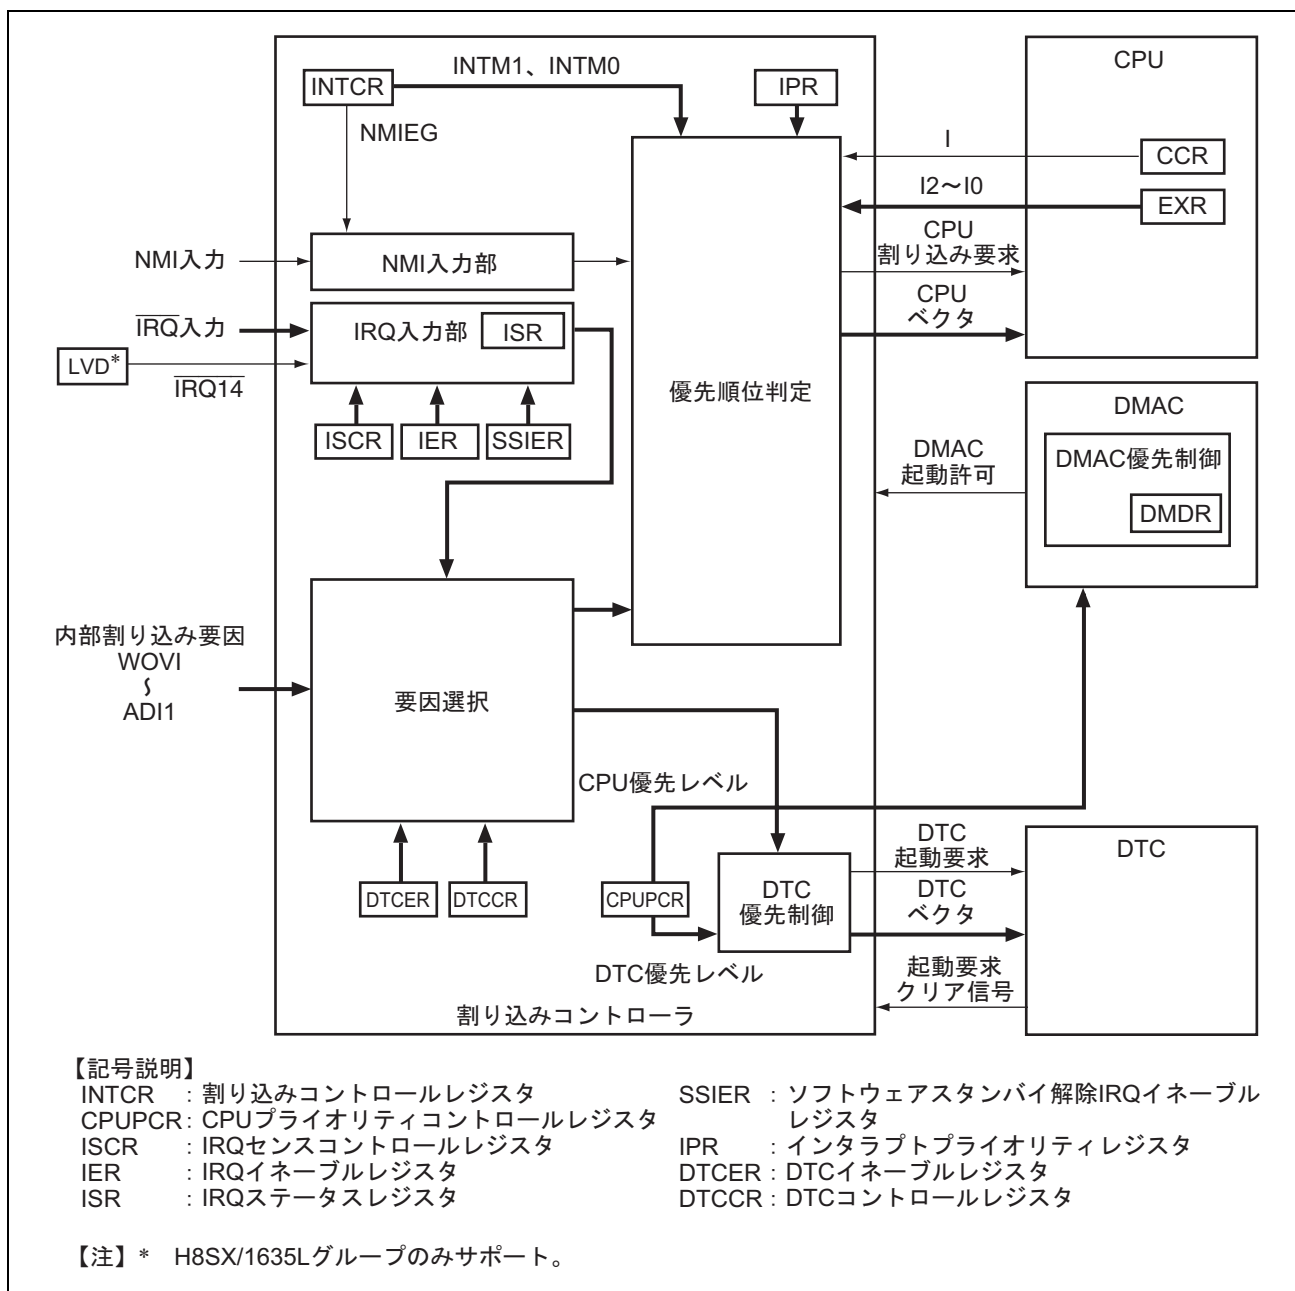 INTCR
INTM1、INTM0
IPR
CPU
NMIEG
I
CCR
I2～I0
EXR
NMI入力
NMI入力部
CPU
割り込み要求
IRQ入力
IRQ入力部
ISR
CPU
ベクタ
LVD*
IRQ14
優先順位判定
ISCR
IER
SSIER
DMAC
DMAC優先制御
DMDR
DMAC
起動許可
内部割り込み要因
WOVI
～
ADI1
要因選択
CPU優先レベル
DTCER
DTCCR
CPUPCR
DTC
優先制御
DTC
起動要求
DTC
DTC
ベクタ
DTC優先レベル
起動要求
クリア信号
割り込みコントローラ
【記号説明】
INTCR : 割り込みコントロールレジスタ
CPUPCR : CPUプライオリティコントロールレジスタ
ISCR : IRQセンスコントロールレジスタ
IER : IRQイネーブルレジスタ
ISR : IRQステータスレジスタ
SSIER : ソフトウェアスタンバイ解除IRQイネーブル
レジスタ
IPR : インタラプトプライオリティレジスタ
DTCER : DTCイネーブルレジスタ
DTCCR : DTCコントロールレジスタ
【注】* H8SX/1635Lグループのみサポート。